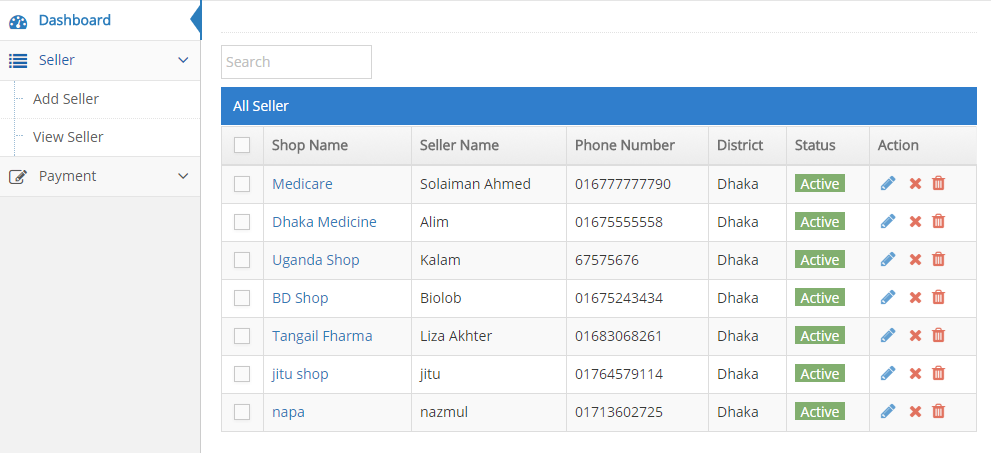 Dashboard
Seller
Add Seller
View Seller
Payment
Search
All Seller
Shop Name Seller Name Phone Number District Status Action
Medicare Solaiman Ahmed 016777777790 Dhaka Active
Dhaka Medicine Alim 01675555558 Dhaka Active
Uganda Shop Kalam 67575676 Dhaka Active
BD Shop Biolob 01675243434 Dhaka Active
Tangail Fharma Liza Akhter 01683068261 Dhaka Active
jitu shop jitu 01764579114 Dhaka Active
napa nazmul 01713602725 Dhaka Active